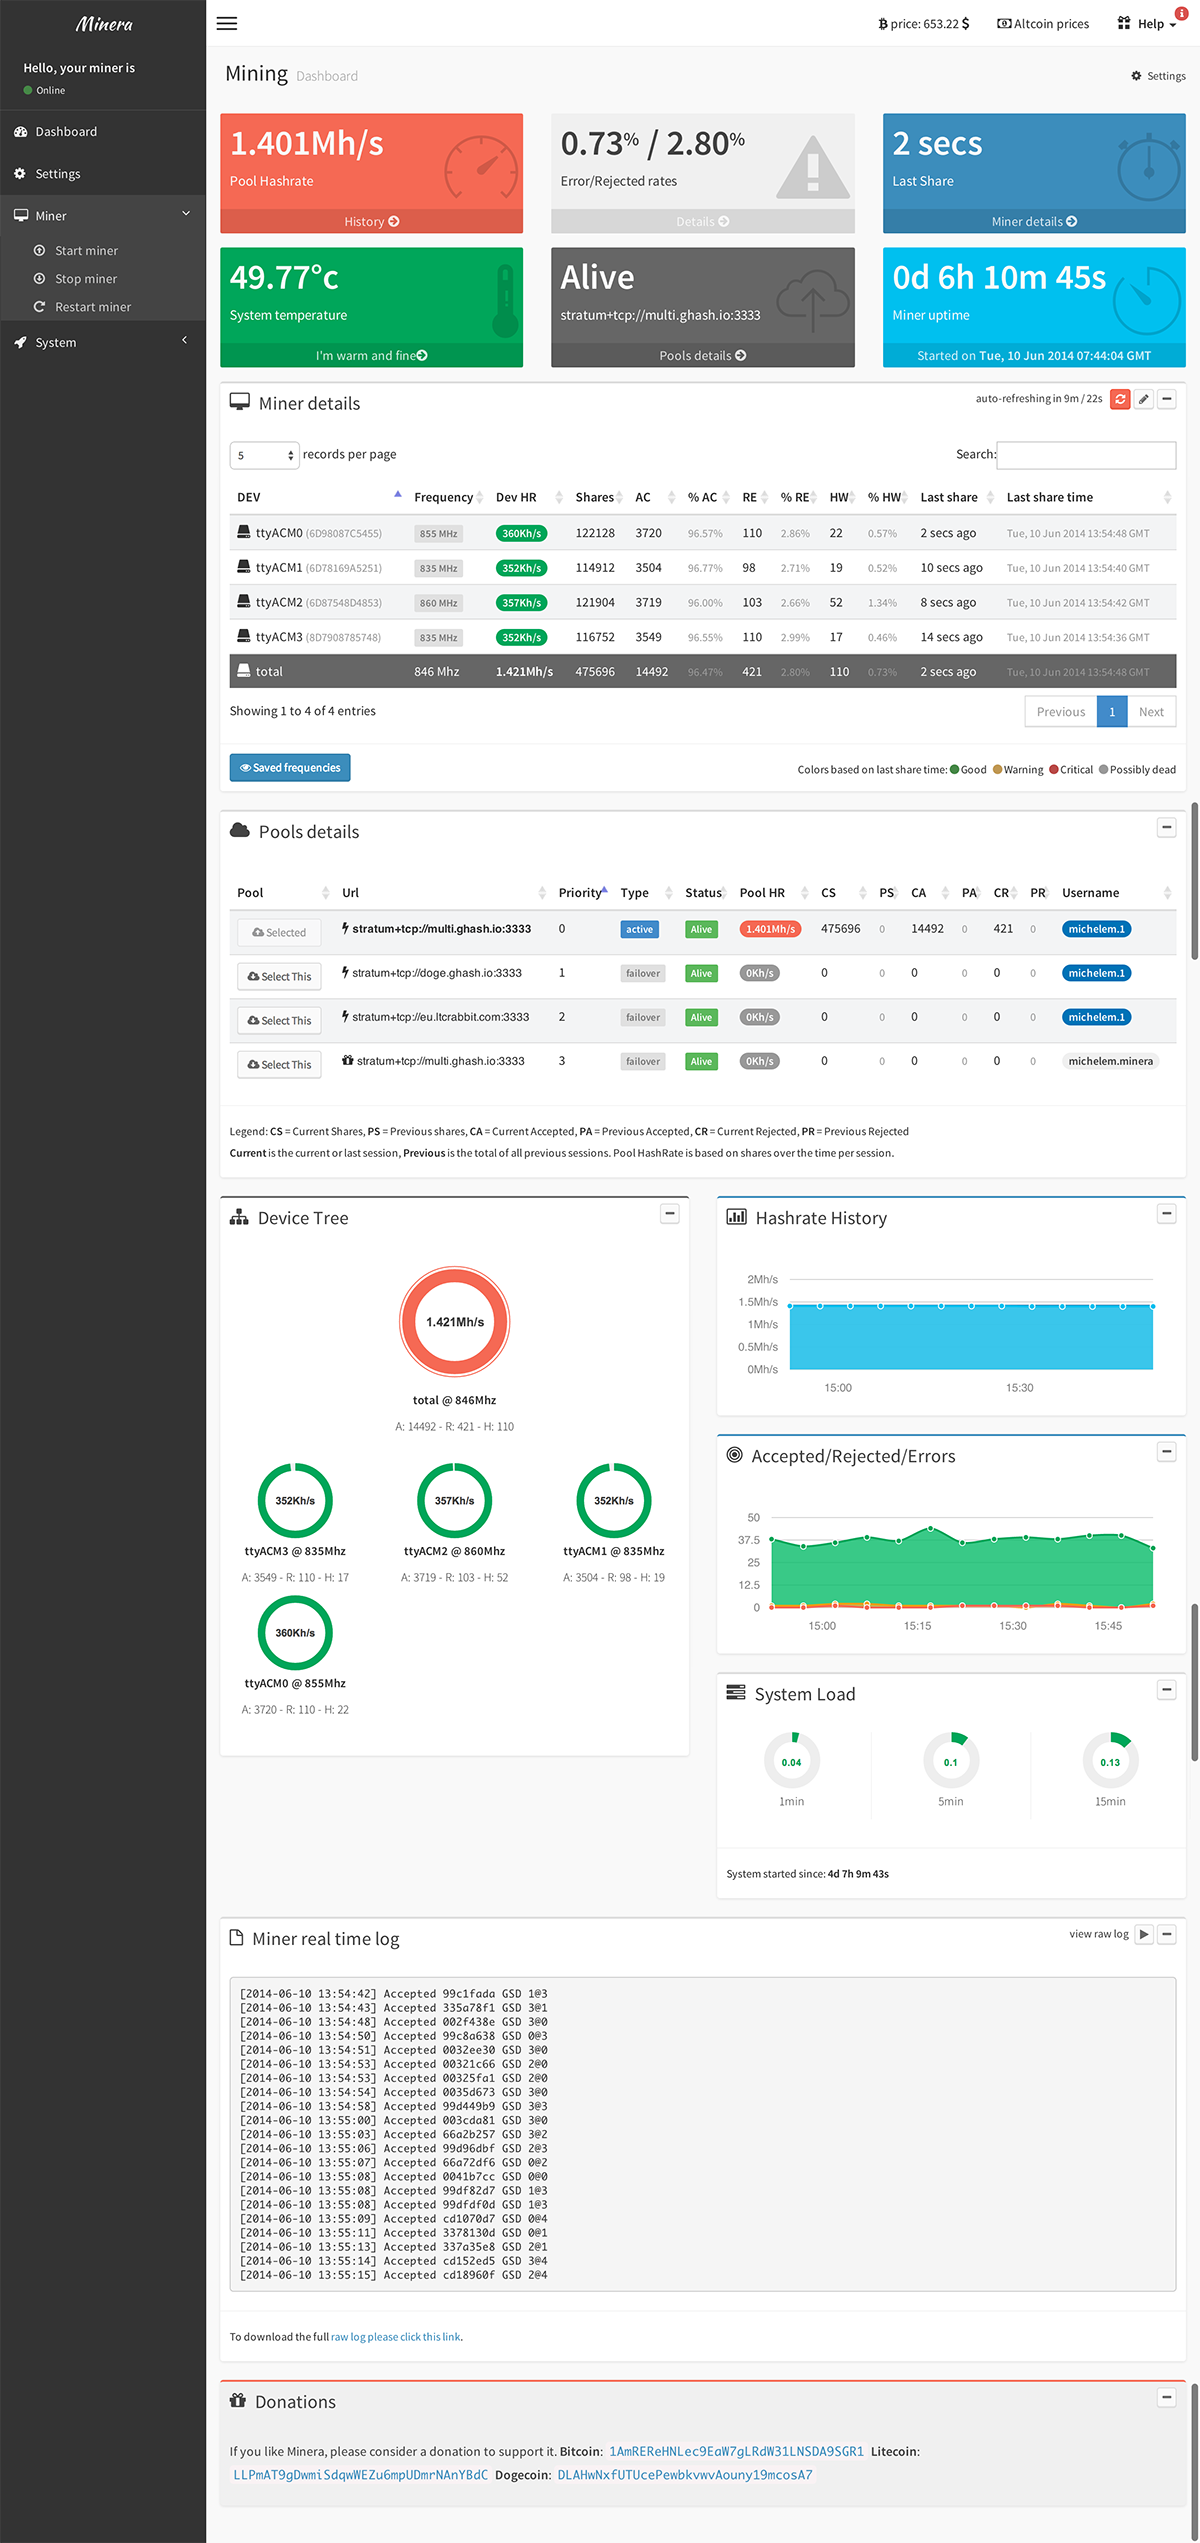 Minera
Hello, your miner is
Online
Dashboard
Settings
Miner
Start miner
Stop miner
Restart miner
System
price: 653.22 $
Altcoin prices
Help
i
Mining Dashboard
Settings
1.401Mh/s
Pool Hashrate
History
0.73% / 2.80%
Error/Rejected rates
Details
2 secs
Last Share
Miner details
49.77°c
System temperature
I'm warm and fine
Alive
stratum+tcp://multi.ghash.io:3333
Pools details
0d 6h 10m 45s
Miner uptime
Started on Tue, 10 Jun 2014 07:44:04 GMT
Miner details
auto-refreshing in 9m / 22s
5 records per page
Search:
DEV Frequency Dev HR Shares AC % AC RE % RE HW % HW Last share Last share time
ttyACM0 (6D98087C5455) 855 MHz 360Kh/s 122128 3720 96.57% 110 2.86% 22 0.57% 2 secs ago Tue, 10 Jun 2014 13:54:48 GMT
ttyACM1 (6D78169A5251) 835 MHz 352Kh/s 114912 3504 96.77% 98 2.71% 19 0.52% 10 secs ago Tue, 10 Jun 2014 13:54:40 GMT
ttyACM2 (6D87548D4853) 860 MHz 357Kh/s 121904 3719 96.00% 103 2.66% 52 1.34% 8 secs ago Tue, 10 Jun 2014 13:54:42 GMT
ttyACM3 (8D7908785748) 835 MHz 352Kh/s 116752 3549 96.55% 110 2.99% 17 0.46% 14 secs ago Tue, 10 Jun 2014 13:54:36 GMT
total 846 Mhz 1.421Mh/s 475696 14492 96.47% 421 2.80% 110 0.73% 2 secs ago Tue, 10 Jun 2014 13:54:48 GMT
Showing 1 to 4 of 4 entries
Previous 1 Next
Saved frequencies
Colors based on last share time: Good Warning Critical Possibly dead
Pools details
Pool Url Priority Type Status Pool HR CS PS CA PA CR PR Username
Selected stratum+tcp://multi.ghash.io:3333 0 active Alive 1.401Mh/s 475696 0 14492 0 421 0 michelem.1
Select This stratum+tcp://doge.ghash.io:3333 1 failover Alive 0Kh/s 0 0 0 0 0 0 michelem.1
Select This stratum+tcp://eu.ltcrabbit.com:3333 2 failover Alive 0Kh/s 0 0 0 0 0 0 michelem.1
Select This stratum+tcp://multi.ghash.io:3333 3 failover Alive 0Kh/s 0 0 0 0 0 0 michelem.minera
Legend: CS = Current Shares, PS = Previous shares, CA = Current Accepted, PA = Previous Accepted, CR = Current Rejected, PR = Previous Rejected
Current is the current or last session, Previous is the total of all previous sessions. Pool HashRate is based on shares over the time per session.
Device Tree
1.421Mh/s
total @ 846Mhz
A: 14492 - R: 421 - H: 110
352Kh/s 357Kh/s 352Kh/s
ttyACM3 @ 835Mhz ttyACM2 @ 860Mhz ttyACM1 @ 835Mhz
A: 3549 - R: 110 - H: 17 A: 3719 - R: 103 - H: 52 A: 3504 - R: 98 - H: 19
360Kh/s
ttyACM0 @ 855Mhz
A: 3720 - R: 110 - H: 22
Hashrate History
2Mh/s
1.5Mh/s
1Mh/s
0.5Mh/s
0Mh/s
15:00 15:30
Accepted/Rejected/Errors
50
37.5
25
12.5
0
15:00 15:15 15:30 15:45
System Load
0.04 0.1 0.13
1min 5min 15min
System started since: 4d 7h 9m 43s
Miner real time log
view raw log
[2014-06-10 13:54:42] Accepted 99c1fada GSD 1@3
[2014-06-10 13:54:43] Accepted 335a78f1 GSD 3@1
[2014-06-10 13:54:48] Accepted 002f438e GSD 3@0
[2014-06-10 13:54:50] Accepted 99c8a638 GSD 0@3
[2014-06-10 13:54:51] Accepted 0032ee30 GSD 3@0
[2014-06-10 13:54:53] Accepted 00321c66 GSD 2@0
[2014-06-10 13:54:53] Accepted 00325fa1 GSD 2@0
[2014-06-10 13:54:54] Accepted 0035d673 GSD 3@0
[2014-06-10 13:54:58] Accepted 99d449b9 GSD 3@3
[2014-06-10 13:55:00] Accepted 003cda81 GSD 3@0
[2014-06-10 13:55:03] Accepted 66a2b257 GSD 3@2
[2014-06-10 13:55:06] Accepted 99d96dbf GSD 2@3
[2014-06-10 13:55:07] Accepted 66a72df6 GSD 0@2
[2014-06-10 13:55:08] Accepted 0041b7cc GSD 0@0
[2014-06-10 13:55:08] Accepted 99df82d7 GSD 1@3
[2014-06-10 13:55:08] Accepted 99dfdf0d GSD 1@3
[2014-06-10 13:55:09] Accepted cd1070d7 GSD 0@4
[2014-06-10 13:55:11] Accepted 3378130d GSD 0@1
[2014-06-10 13:55:13] Accepted 337a35e8 GSD 2@1
[2014-06-10 13:55:14] Accepted cd152ed5 GSD 3@4
[2014-06-10 13:55:15] Accepted cd18960f GSD 2@4
To download the full raw log please click this link.
Donations
If you like Minera, please consider a donation to support it. Bitcoin: 1AmREReHNLec9EaW7gLRdW31LNSDA9SGR1 Litecoin:
LLPmAT9gDwmiSdqwWEZu6mpUDmrNAnYBdC Dogecoin: DLAHwNxfUTUcePewbkvwvAouny19mcosA7